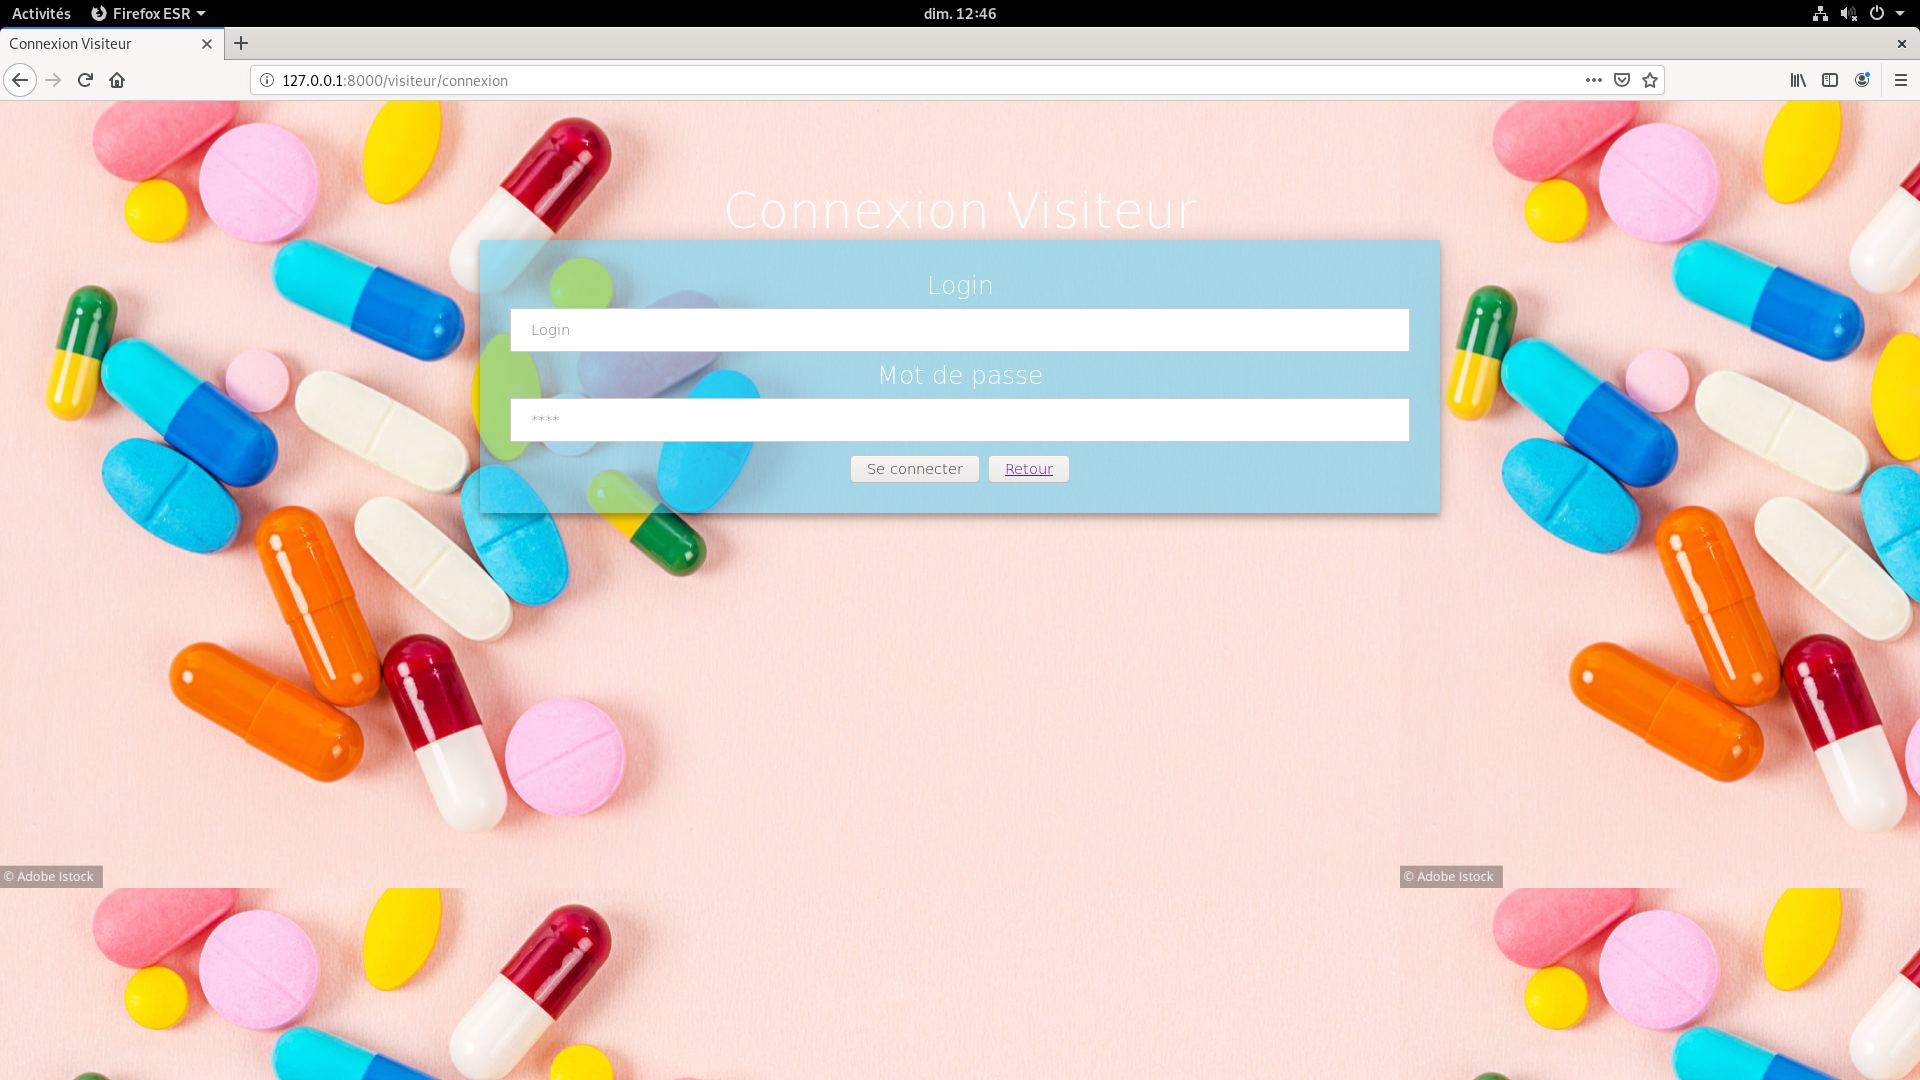 Activités Firefox ESR dim. 12:46
Connexion Visiteur
127.0.0.1:8000/visiteur/connexion
Connexion Visiteur
Login
Login
Mot de passe
****
Se connecter Retour
© Adobe Istock © Adobe Istock